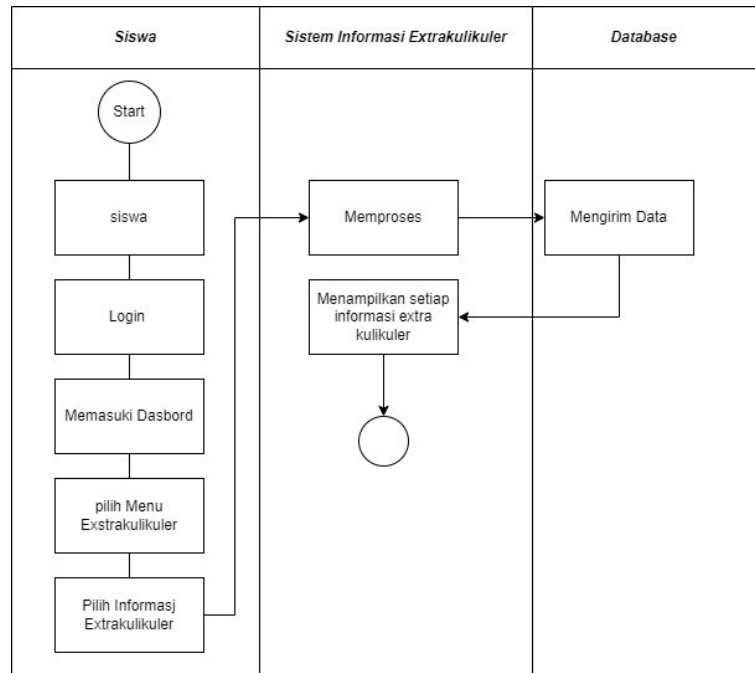 Siswa
Sistem Informasi Extrakulikuler
Database
Start
siswa
Login
Memasuki Dasbord
pilih Menu
Exstrakulikuler
Pilih Informasj
Extrakulikuler
Memproses
Mengirim Data
Menampilkan setiap
informasi extra
kulikuler